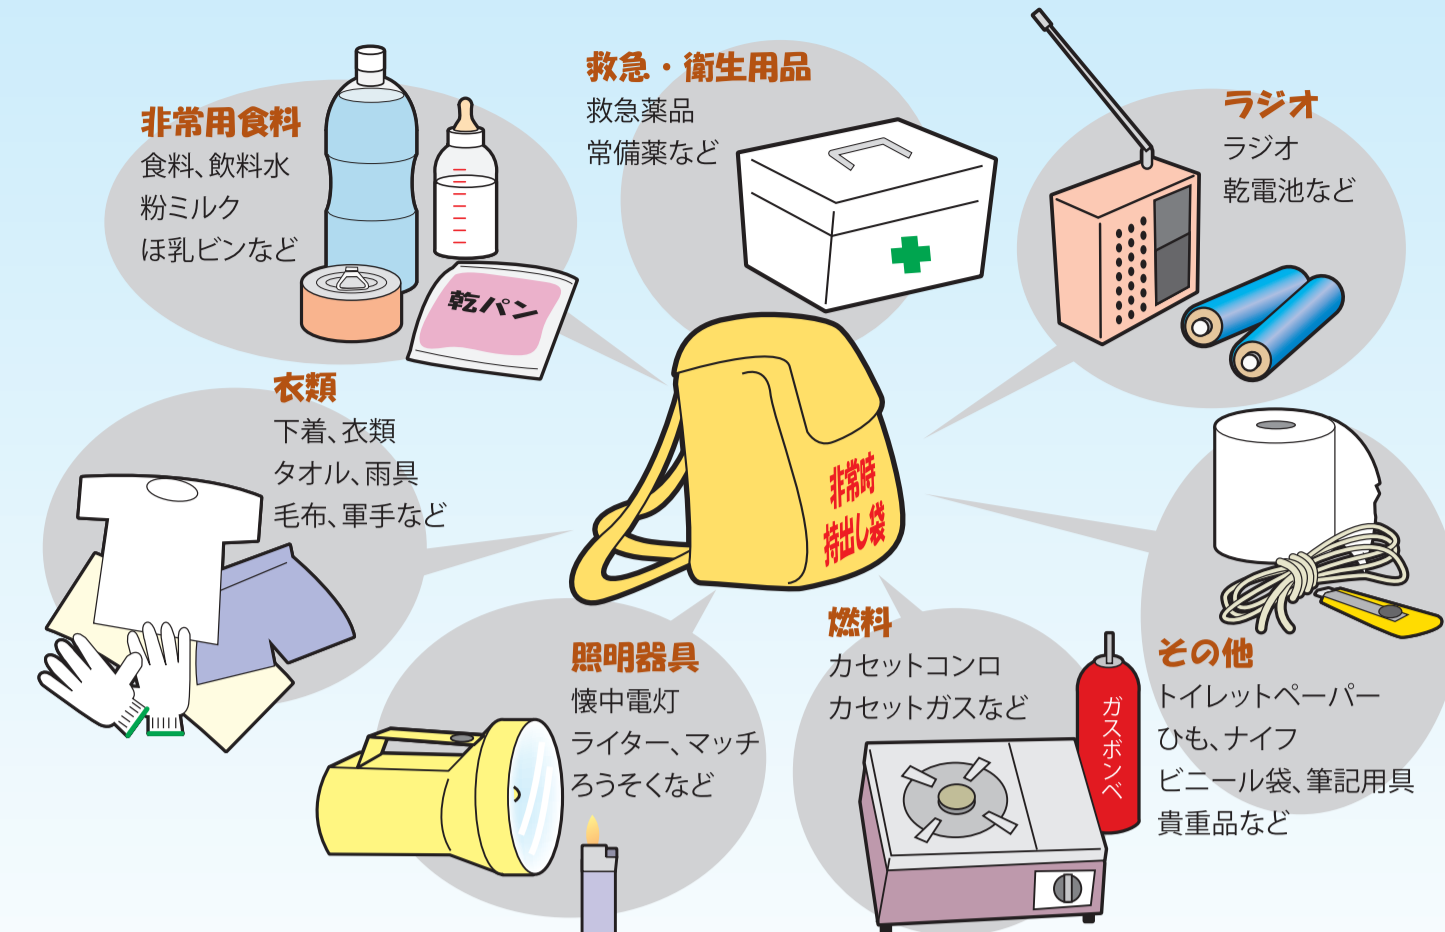 非常用食料
食料、飲料水
粉ミルク
ほ乳ビンなど
乾パン
救急・衛生用品
救急薬品
常備薬など
ラジオ
ラジオ
乾電池など
衣類
下着、衣類
タオル、雨具
毛布、軍手など
非常時
持出し袋
照明器具
懐中電灯
ライター、マッチ
ろうそくなど
燃料
カセットコンロ
カセットガスなど
ガスボンベ
その他
トイレットペーパー
ひも、ナイフ
ビニール袋、筆記用具
貴重品など